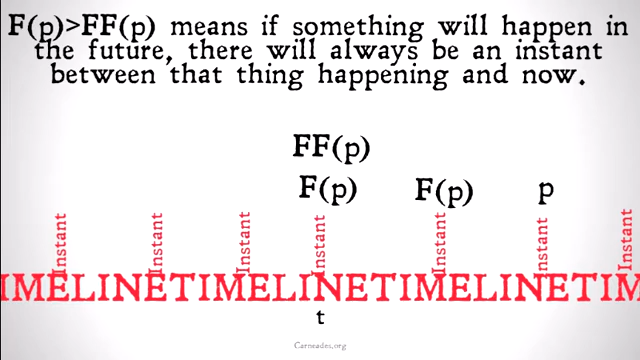 F(p)>FF(p) means if something will happen in
the future, there will always be an instant
between that thing happening and now.
FF(p)
F(p) F(p) p
Instant Instant Instant Instant Instant Instant Instant
IMELINETIMELINETIMELINETIM
t
Carneades.org